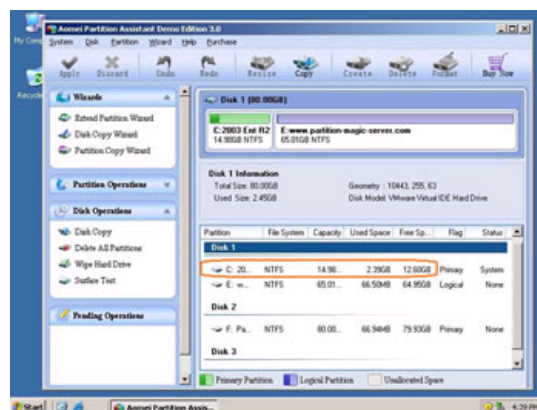 Aomei Partition Assistant Demo Edition 3.0
My Comp
System Disk Partition Wizard Help Purchase
Apply Discard Undo Redo Resize Copy Create Delete Format Buy Now
Recycle
Wizards
Extend Partition Wizard
Disk Copy Wizard
Partition Copy Wizard
Partition Operations
Disk Operations
Disk Copy
Delete All Partitions
Wipe Hard Drive
Surface Test
Pending Operations
Disk 1 (80.00GB)
C:2003 Ent R2
14.98GB NTFS
E:www.partition-magic-server.com
65.01GB NTFS
Disk 1 Information
Total Size: 80.00GB Geometry : 10443, 255, 63
Used Size: 2.45GB Disk Model: VMware Virtual IDE Hard Drive
Partition File System Capacity Used Space Free Sp... Flag Status
Disk 1
C: 20... NTFS 14.98... 2.39GB 12.60GB Primary System
E: w... NTFS 65.01... 66.50MB 64.95GB Logical None
Disk 2
F: Pa... NTFS 80.00... 66.94MB 79.93GB Primary None
Disk 3
Primary Partition Logical Partition Unallocated Space
Start Aomei Partition Assis... 4:39 PM